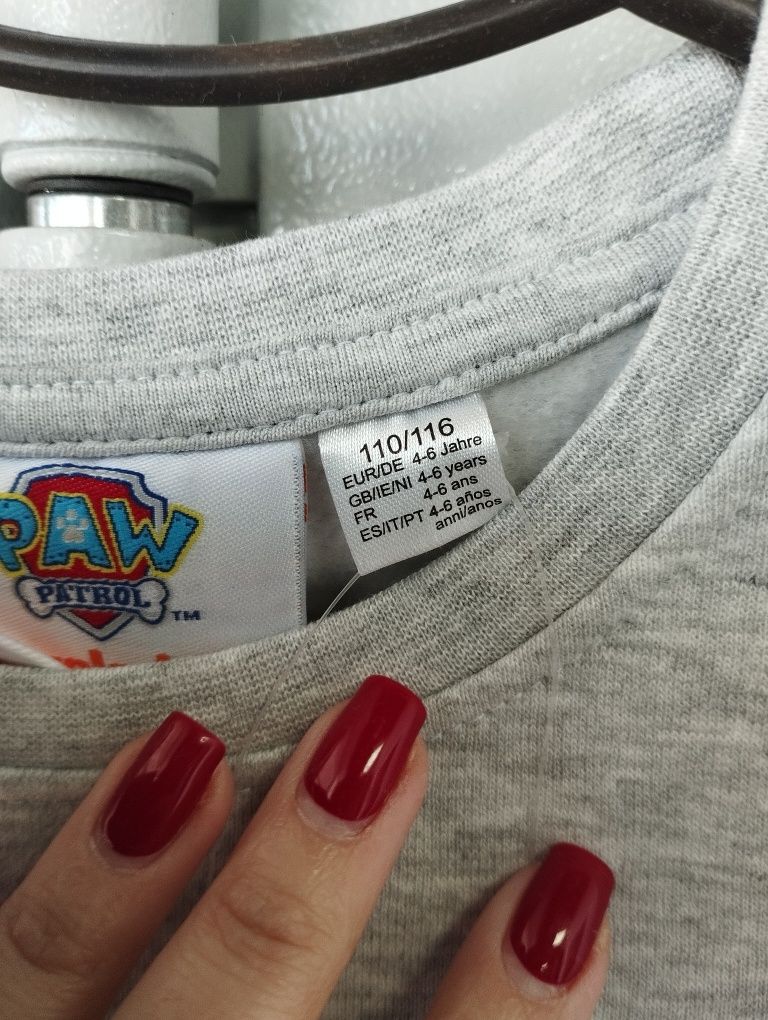 PAW
PATROL
TM
110/116
EUR/DE 4-6 Jahre
GB/IE/NI 4-6 years
FR 4-6 ans
ES/IT/PT 4-6 años
anni/anos